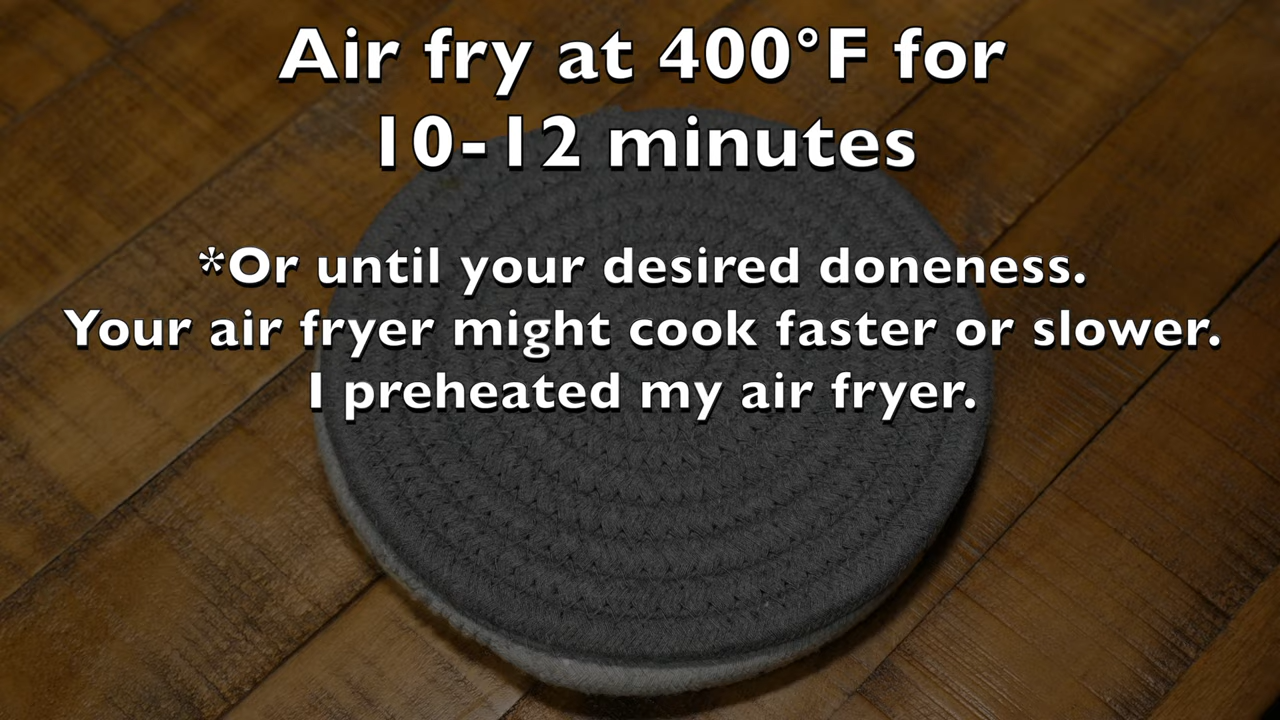 Air fry at 400°F for
10-12 minutes
*Or until your desired doneness.
Your air fryer might cook faster or slower.
I preheated my air fryer.